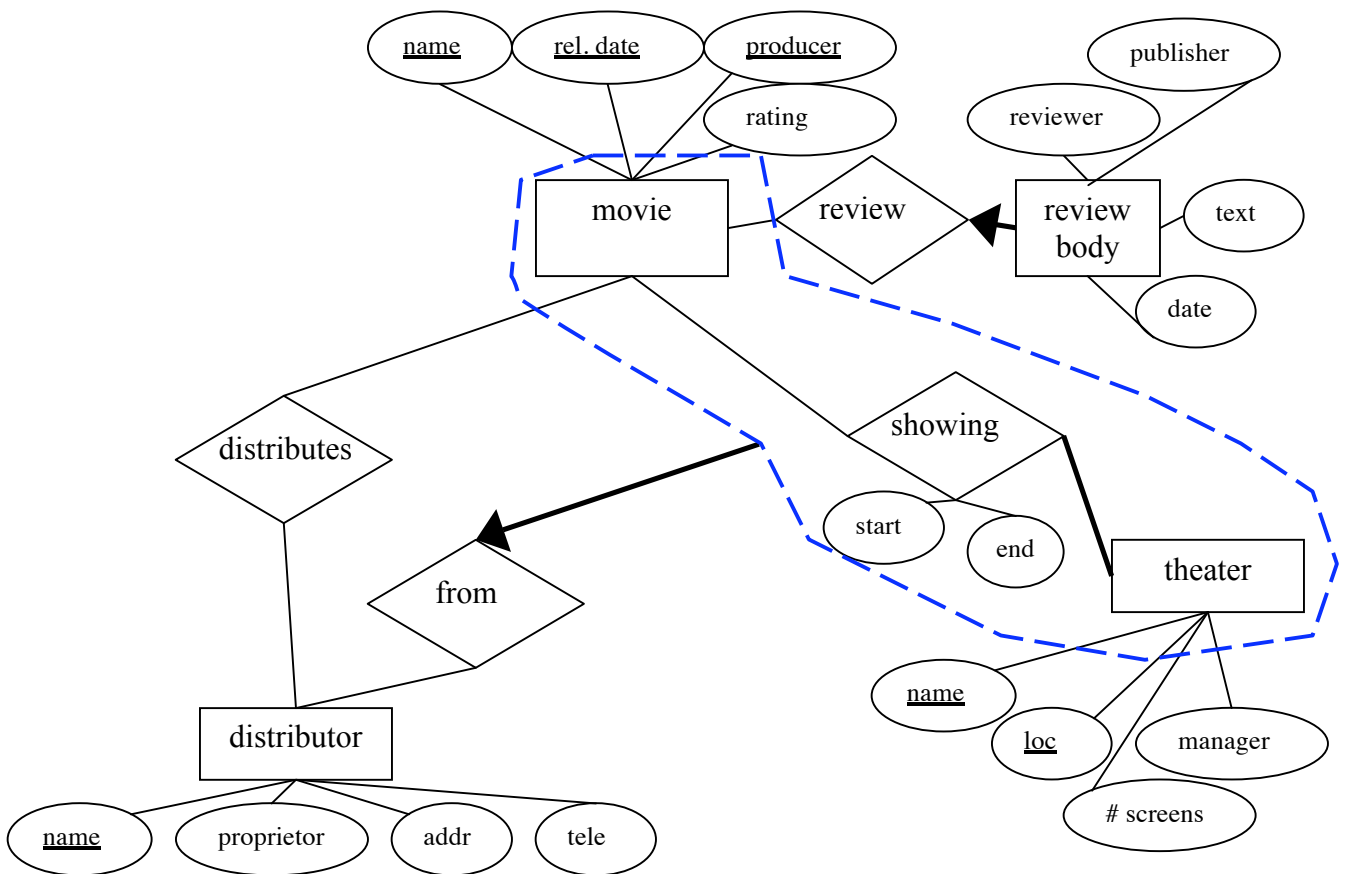 name
rel. date
producer
publisher
rating
reviewer
movie
review
review
body
text
date
showing
distributes
start
end
theater
from
name
loc
manager
distributor
# screens
name
proprietor
addr
tele